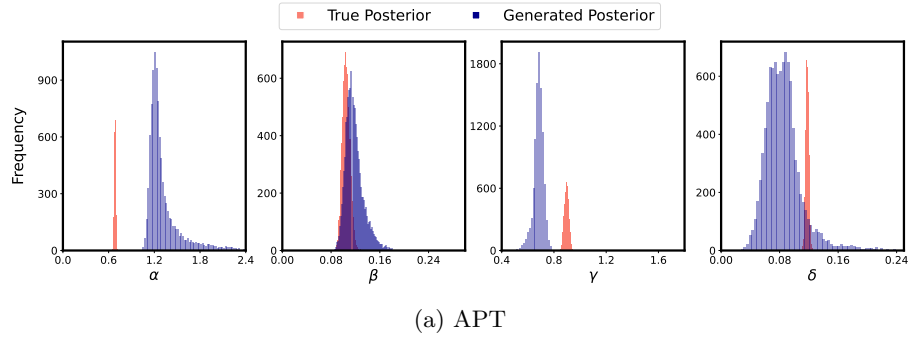 True Posterior Generated Posterior
Frequency
900
600
300
0
0.0 0.6 1.2 1.8 2.4
α
600
400
200
0
0.00 0.08 0.16 0.24
β
1800
1200
600
0
0.4 0.8 1.2 1.6
γ
600
400
200
0
0.00 0.08 0.16 0.24
δ
(a) APT